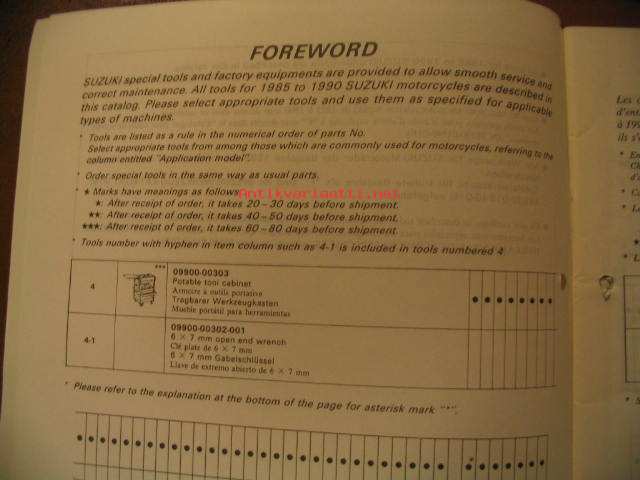 FOREWORD
SUZUKI special tools and factory equipments are provided to allow smooth service and
correct maintenance. All tools for 1985 to 1990 SUZUKI motorcycles are described in
this catalog. Please select appropriate tools and use them as specified for applicable
types of machines.
* Tools are listed as a rule in the numerical order of parts No.
Select appropriate tools from among those which are commonly used for motorcycles, referring to the
column entitled "Application model".
* Order special tools in the same way as usual parts.
* ★ Marks have meanings as follows:
★: After receipt of order, it takes 20–30 days before shipment.
★★: After receipt of order, it takes 40–50 days before shipment.
★★★: After receipt of order, it takes 60–80 days before shipment.
* Tools number with hyphen in item column such as 4-1 is included in tools numbered 4.
Antikvariaatti.net
4
***
09900-00303
Potable tool cabinet
Armoire à outils portative
Tragbarer Werkzeugkasten
Mueble portátil para herramientas
4-1
09900-00302-001
6 × 7 mm open end wrench
Clé plate de 6 × 7 mm
6 × 7 mm Gabelschlüssel
Llave de extremo abierto de 6 × 7 mm
* Please refer to the explanation at the bottom of the page for asterisk mark "*".
Les
d'ent
à 19
ils s'